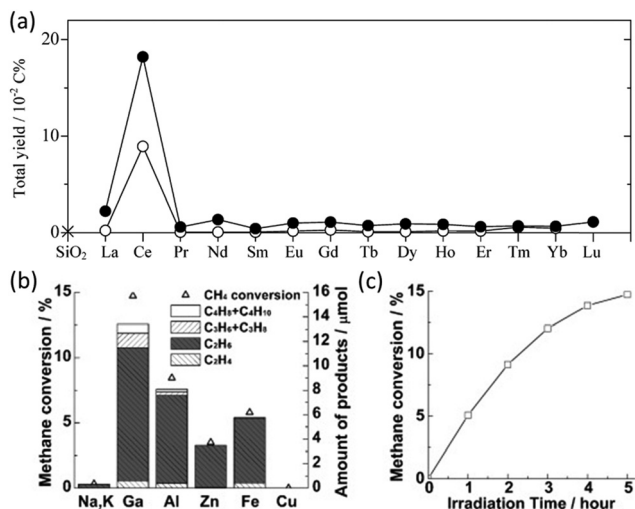 (a)
Total yield / 10⁻² C%
20
10
0
SiO₂ La Ce Pr Nd Sm Eu Gd Tb Dy Ho Er Tm Yb Lu
(b)
Methane conversion / %
15
10
5
0
CH₄ conversion
C₄H₈+C₄H₁₀
C₃H₆+C₃H₈
C₂H₆
C₂H₄
16
14
12
10
8
6
4
2
0
Amount of products / μmol
Na,K Ga Al Zn Fe Cu
(c)
Methane conversion / %
15
10
5
0
0 1 2 3 4 5
Irradiation Time / hour